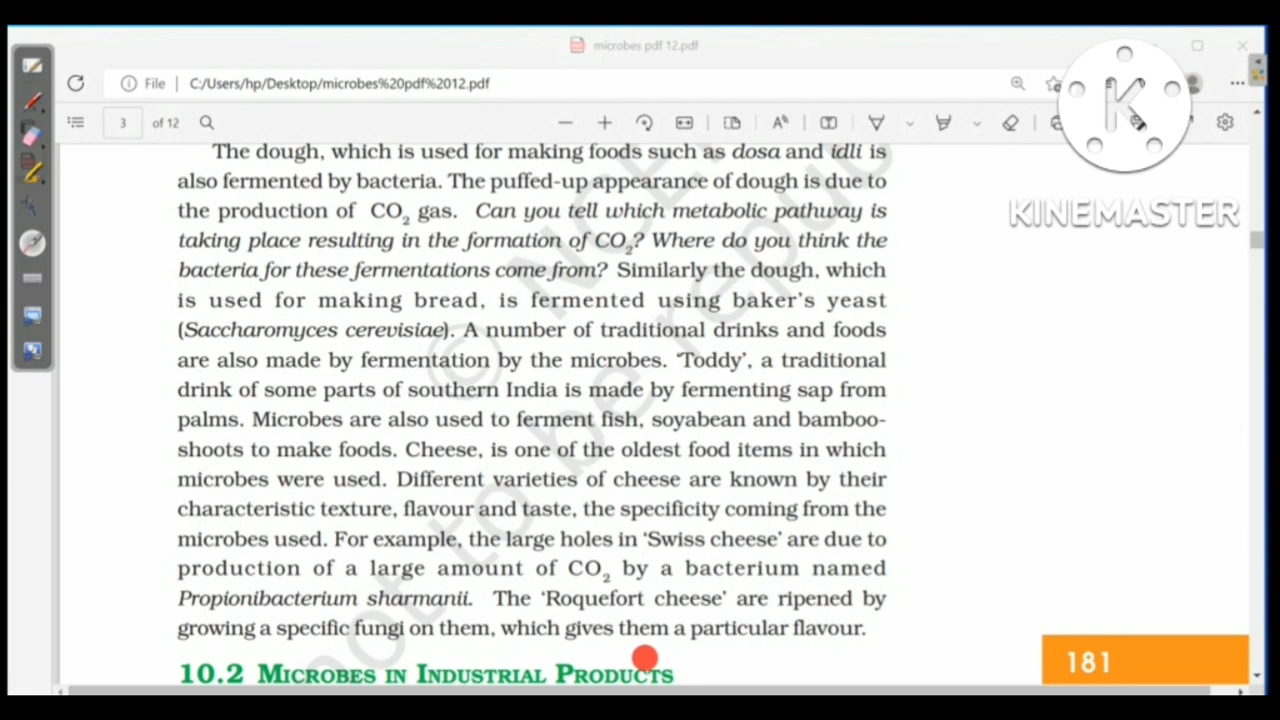 microbes pdf 12.pdf
File | C:/Users/hp/Desktop/microbes%20pdf%2012.pdf
3 of 12
KINEMASTER
The dough, which is used for making foods such as dosa and idli is
also fermented by bacteria. The puffed-up appearance of dough is due to
the production of CO₂ gas. Can you tell which metabolic pathway is
taking place resulting in the formation of CO₂? Where do you think the
bacteria for these fermentations come from? Similarly the dough, which
is used for making bread, is fermented using baker's yeast
(Saccharomyces cerevisiae). A number of traditional drinks and foods
are also made by fermentation by the microbes. 'Toddy', a traditional
drink of some parts of southern India is made by fermenting sap from
palms. Microbes are also used to ferment fish, soyabean and bamboo-
shoots to make foods. Cheese, is one of the oldest food items in which
microbes were used. Different varieties of cheese are known by their
characteristic texture, flavour and taste, the specificity coming from the
microbes used. For example, the large holes in 'Swiss cheese' are due to
production of a large amount of CO₂ by a bacterium named
Propionibacterium sharmanii. The 'Roquefort cheese' are ripened by
growing a specific fungi on them, which gives them a particular flavour.
181
10.2 MICROBES IN INDUSTRIAL PRODUCTS
© NCE
not to be repu